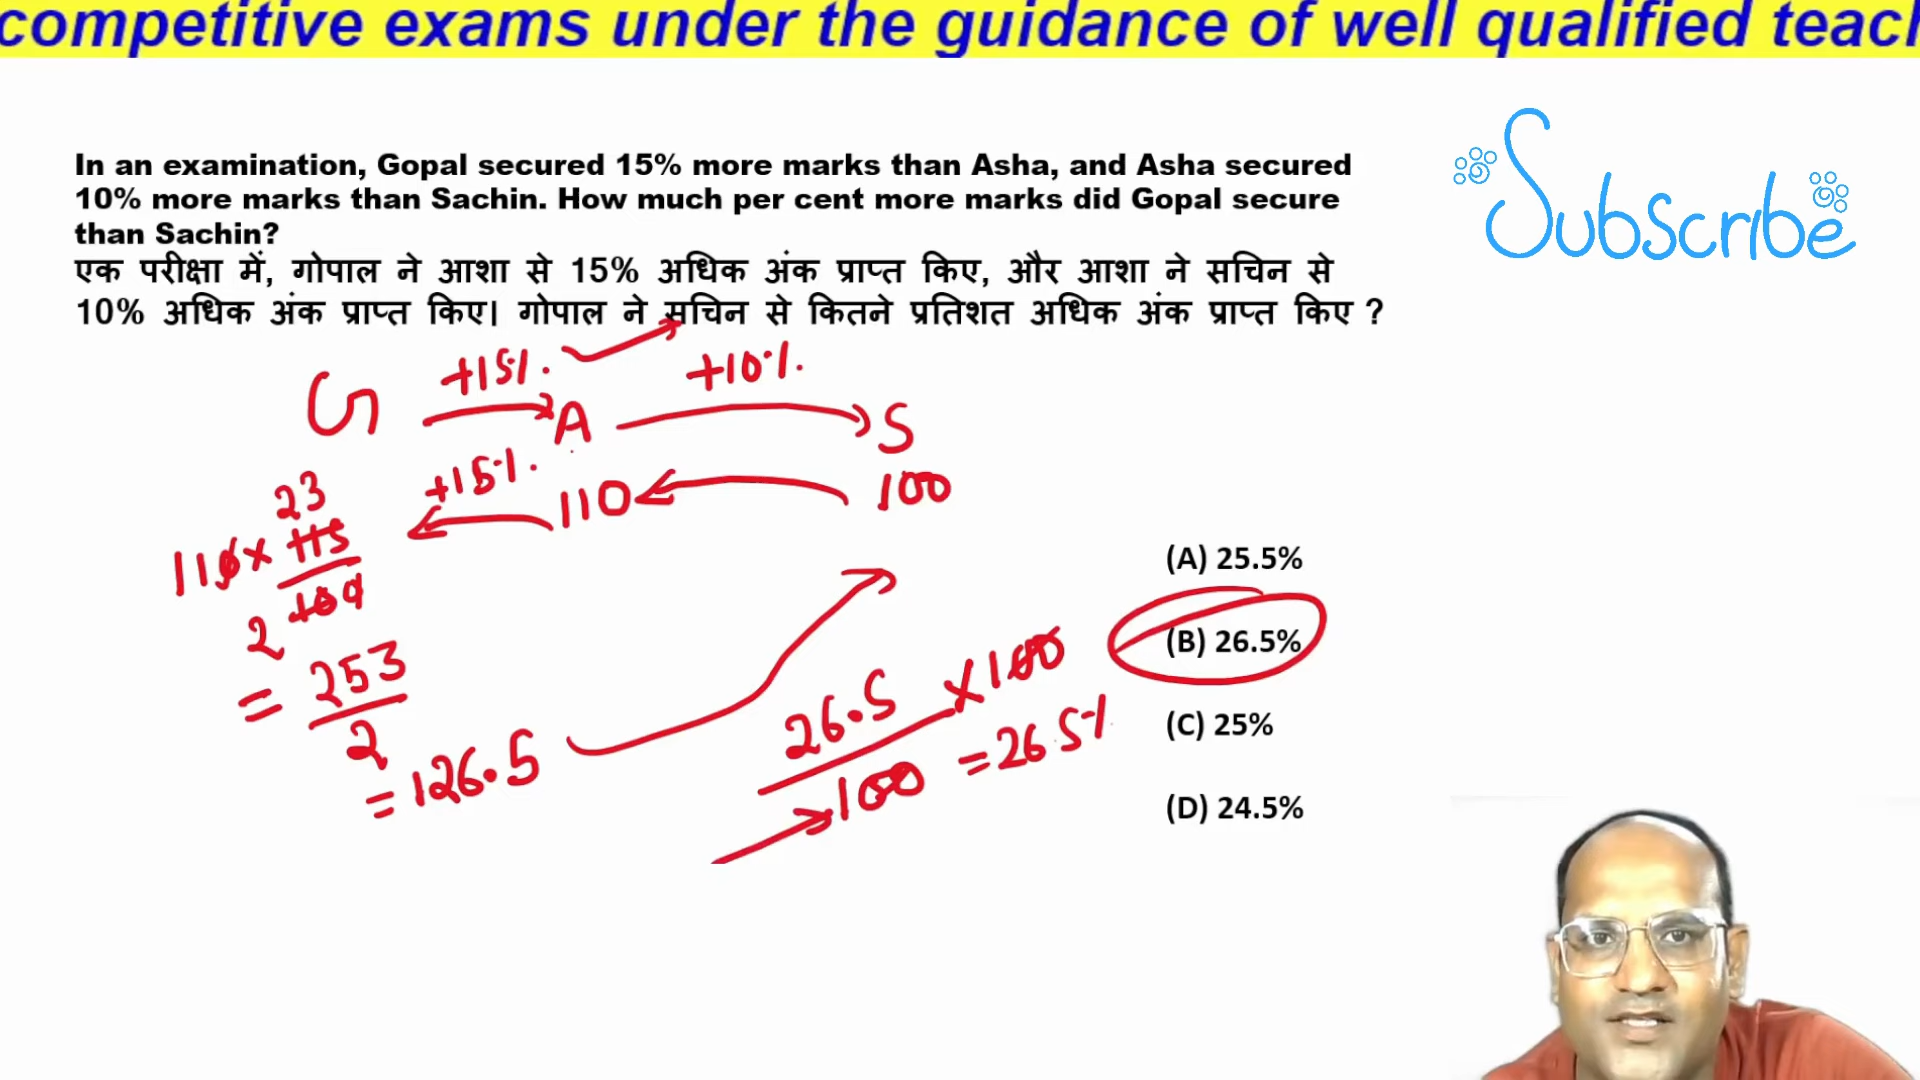 competitive exams under the guidance of well qualified teach
Subscribe
In an examination, Gopal secured 15% more marks than Asha, and Asha secured
10% more marks than Sachin. How much per cent more marks did Gopal secure
than Sachin?
एक परीक्षा में, गोपाल ने आशा से 15% अधिक अंक प्राप्त किए, और आशा ने सचिन से
10% अधिक अंक प्राप्त किए। गोपाल ने सचिन से कितने प्रतिशत अधिक अंक प्राप्त किए ?
+15% +10%
G A S
+15% 110 100
23
110 × 115
100
2
= 253
2
= 126.5
26.5 × 100
100 = 26.5%
(A) 25.5%
(B) 26.5%
(C) 25%
(D) 24.5%